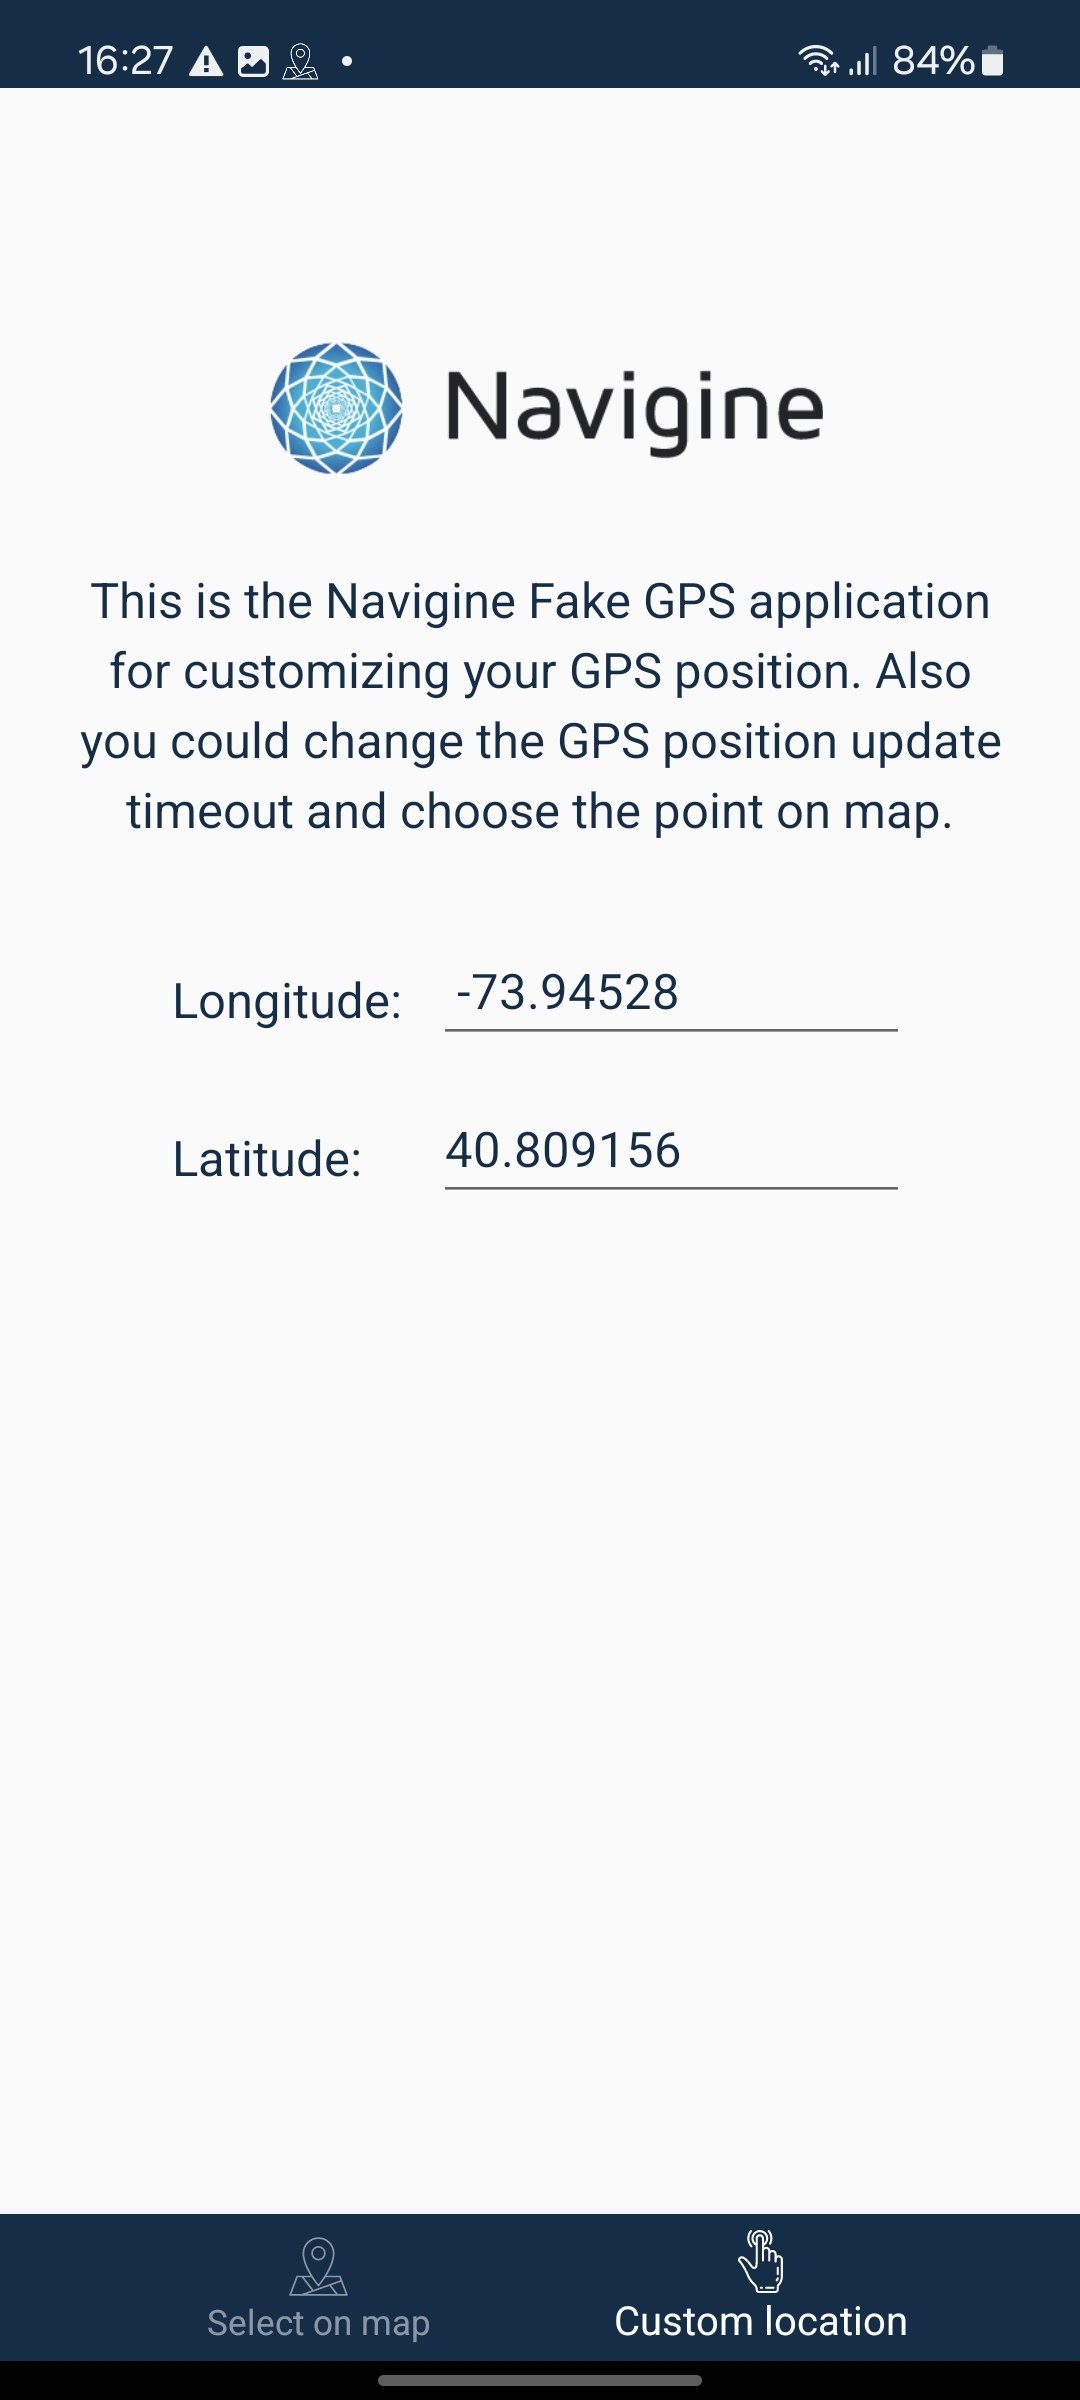 16:27
84%
Navigine
This is the Navigine Fake GPS application
for customizing your GPS position. Also
you could change the GPS position update
timeout and choose the point on map.
Longitude: -73.94528
Latitude: 40.809156
Select on map
Custom location